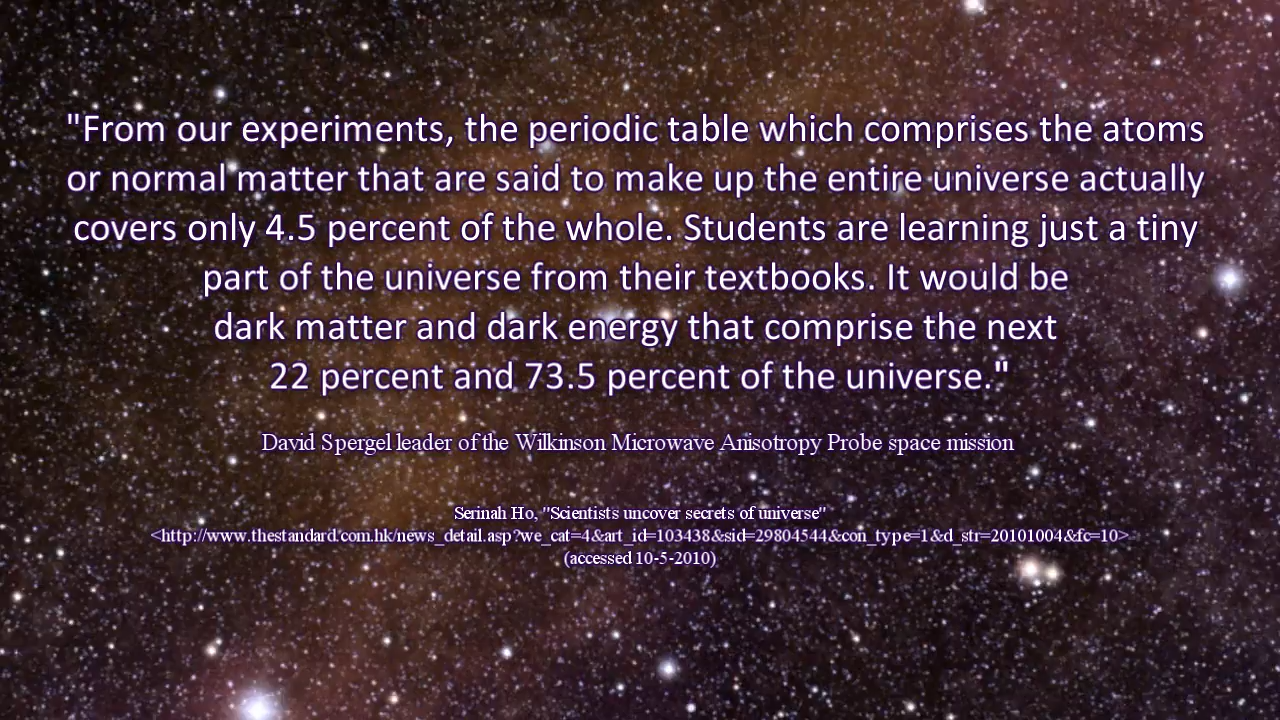 "From our experiments, the periodic table which comprises the atoms
or normal matter that are said to make up the entire universe actually
covers only 4.5 percent of the whole. Students are learning just a tiny
part of the universe from their textbooks. It would be
dark matter and dark energy that comprise the next
22 percent and 73.5 percent of the universe."
David Spergel leader of the Wilkinson Microwave Anisotropy Probe space mission
Serinah Ho, "Scientists uncover secrets of universe"
<http://www.thestandard.com.hk/news_detail.asp?we_cat=4&art_id=103438&sid=29804544&con_type=1&d_str=20101004&fc=10>
(accessed 10-5-2010)